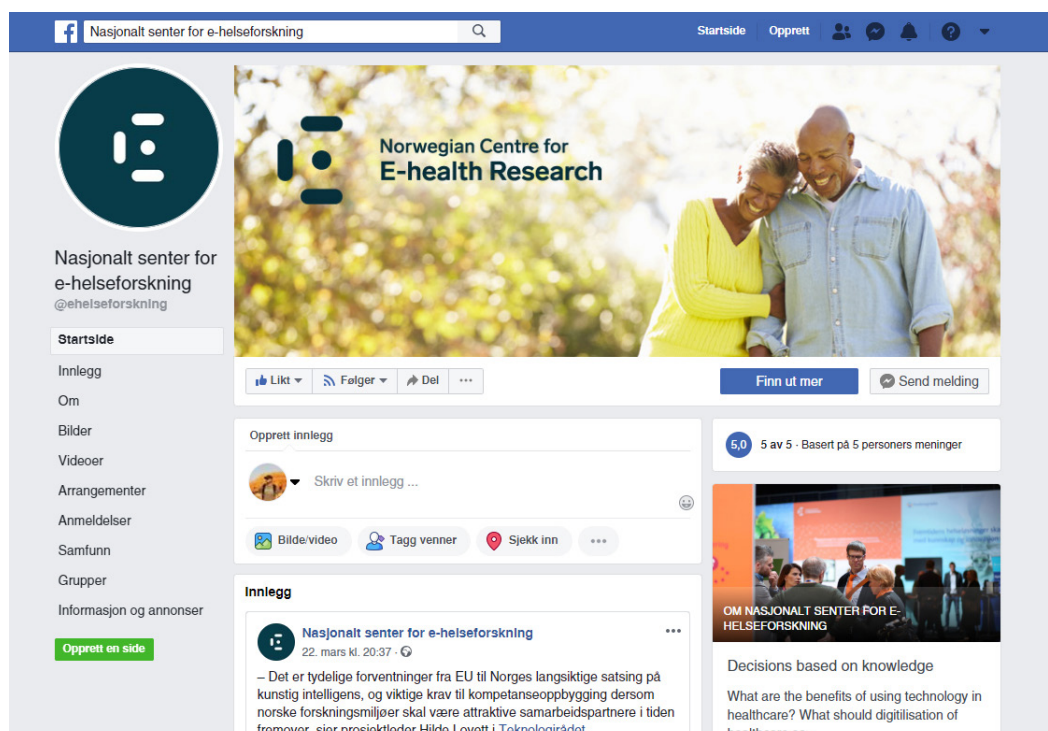 Nasjonalt senter for e-helseforskning
Startside
Opprett
Norwegian Centre for
E-health Research
Nasjonalt senter for
e-helseforskning
@ehelseforskning
Startside
Innlegg
Om
Bilder
Videoer
Arrangementer
Anmeldelser
Samfunn
Grupper
Informasjon og annonser
Opprett en side
Likt
Følger
Del
Finn ut mer
Send melding
Opprett innlegg
Skriv et innlegg ...
Bilde/video
Tagg venner
Sjekk inn
Innlegg
Nasjonalt senter for e-helseforskning
22. mars kl. 20:37 ·
– Det er tydelige forventninger fra EU til Norges langsiktige satsing på
kunstig intelligens, og viktige krav til kompetanseoppbygging dersom
norske forskningsmiljøer skal være attraktive samarbeidspartnere i tiden
fremover, sier prosjektleder Hilde Lovett i Teknologirådet
5,0
5 av 5 · Basert på 5 personers meninger
OM NASJONALT SENTER FOR E-
HELSEFORSKNING
Decisions based on knowledge
What are the benefits of using technology in
healthcare? What should digitilisation of